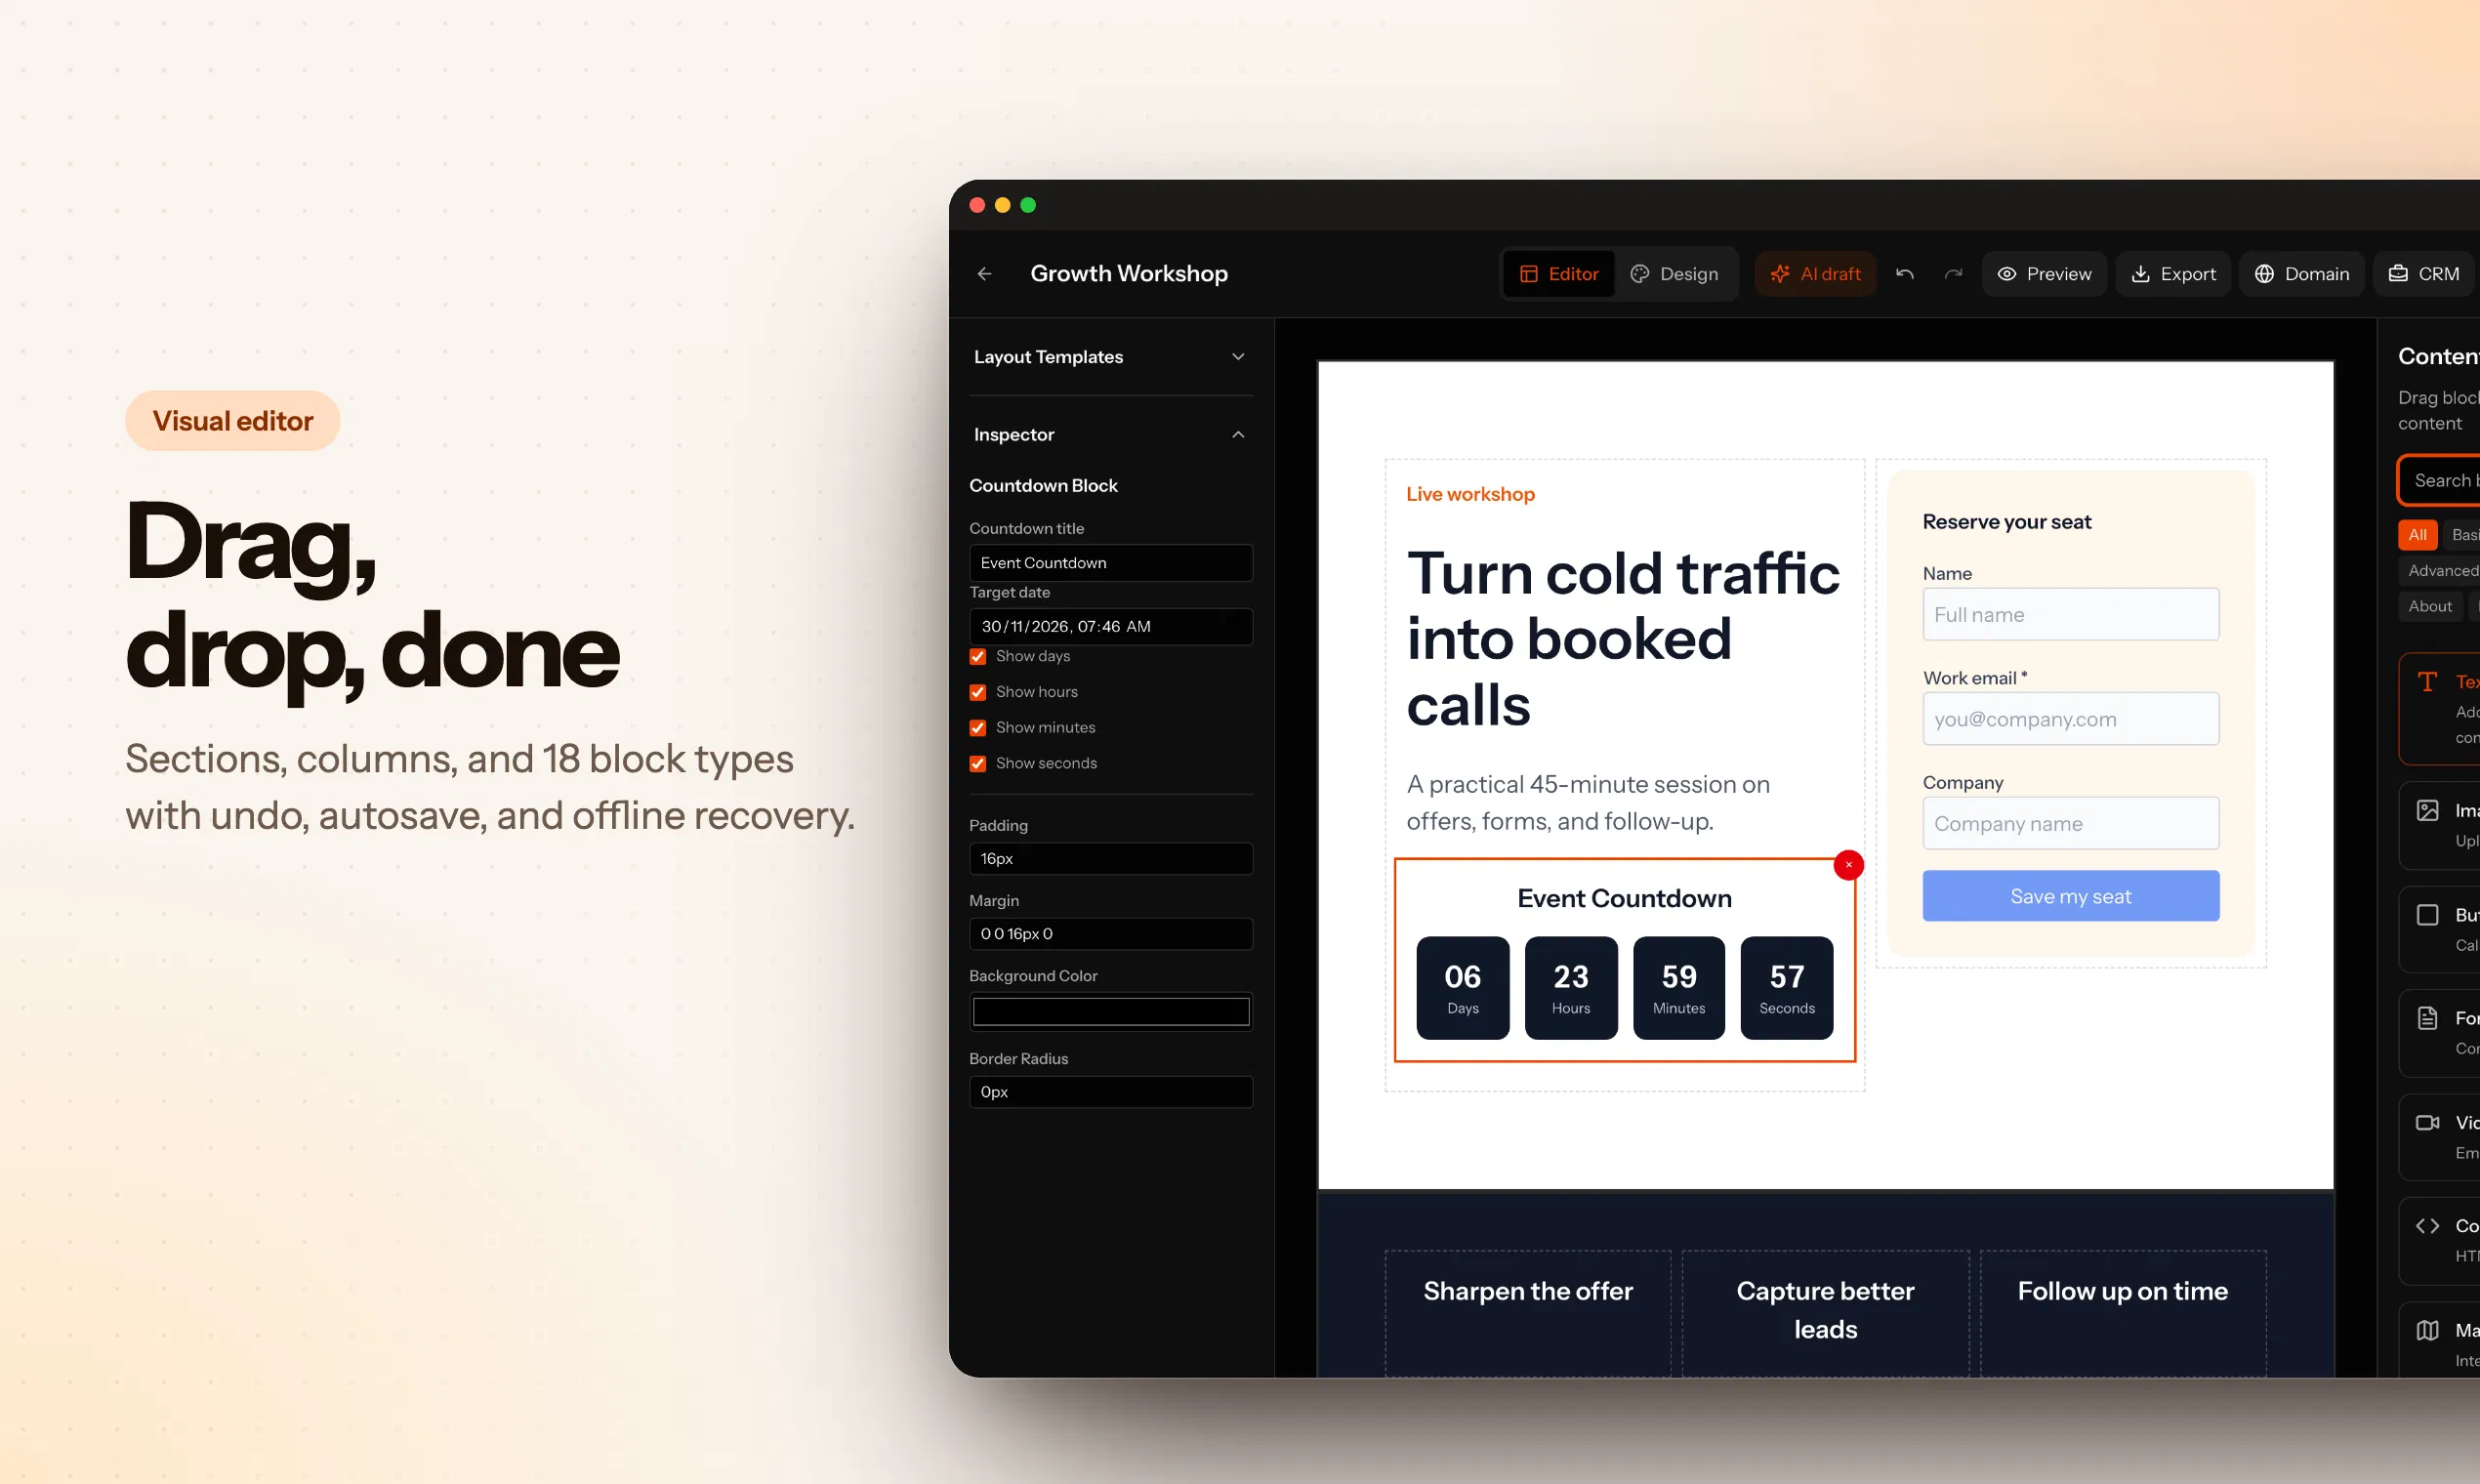 Visual editor
Drag,
drop, done
Sections, columns, and 18 block types
with undo, autosave, and offline recovery.
Growth Workshop
Editor
Design
AI draft
Preview
Export
Domain
CRM
Layout Templates
Inspector
Countdown Block
Countdown title
Event Countdown
Target date
30/11/2026, 07:46 AM
Show days
Show hours
Show minutes
Show seconds
Padding
16px
Margin
0 0 16px 0
Background Color
Border Radius
0px
Live workshop
Turn cold traffic
into booked
calls
A practical 45-minute session on
offers, forms, and follow-up.
Event Countdown
06 23 59 57
Days Hours Minutes Seconds
Reserve your seat
Name
Full name
Work email *
you@company.com
Company
Company name
Save my seat
Sharpen the offer
Capture better
leads
Follow up on time
Drag
content
Search
All
Advanced
About